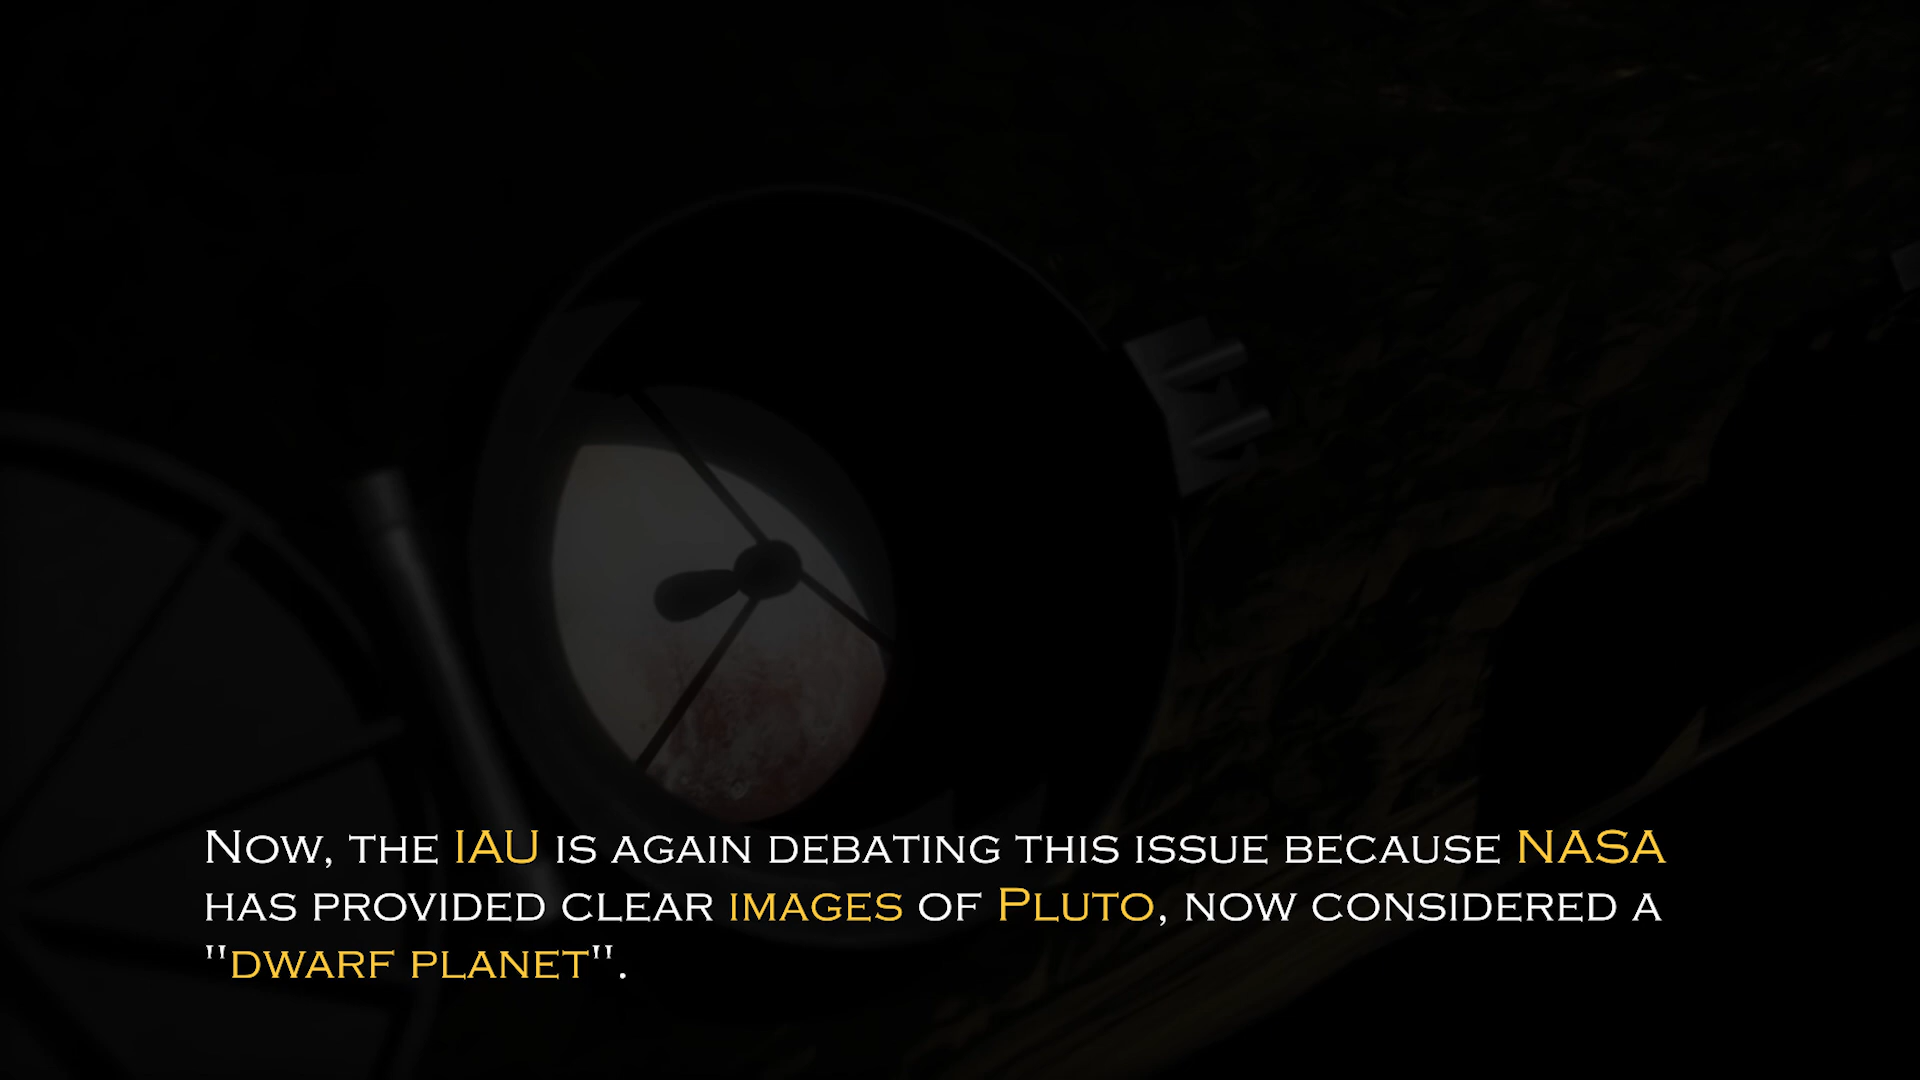 Now, the IAU is again debating this issue because NASA
has provided clear images of Pluto, now considered a
"dwarf planet".